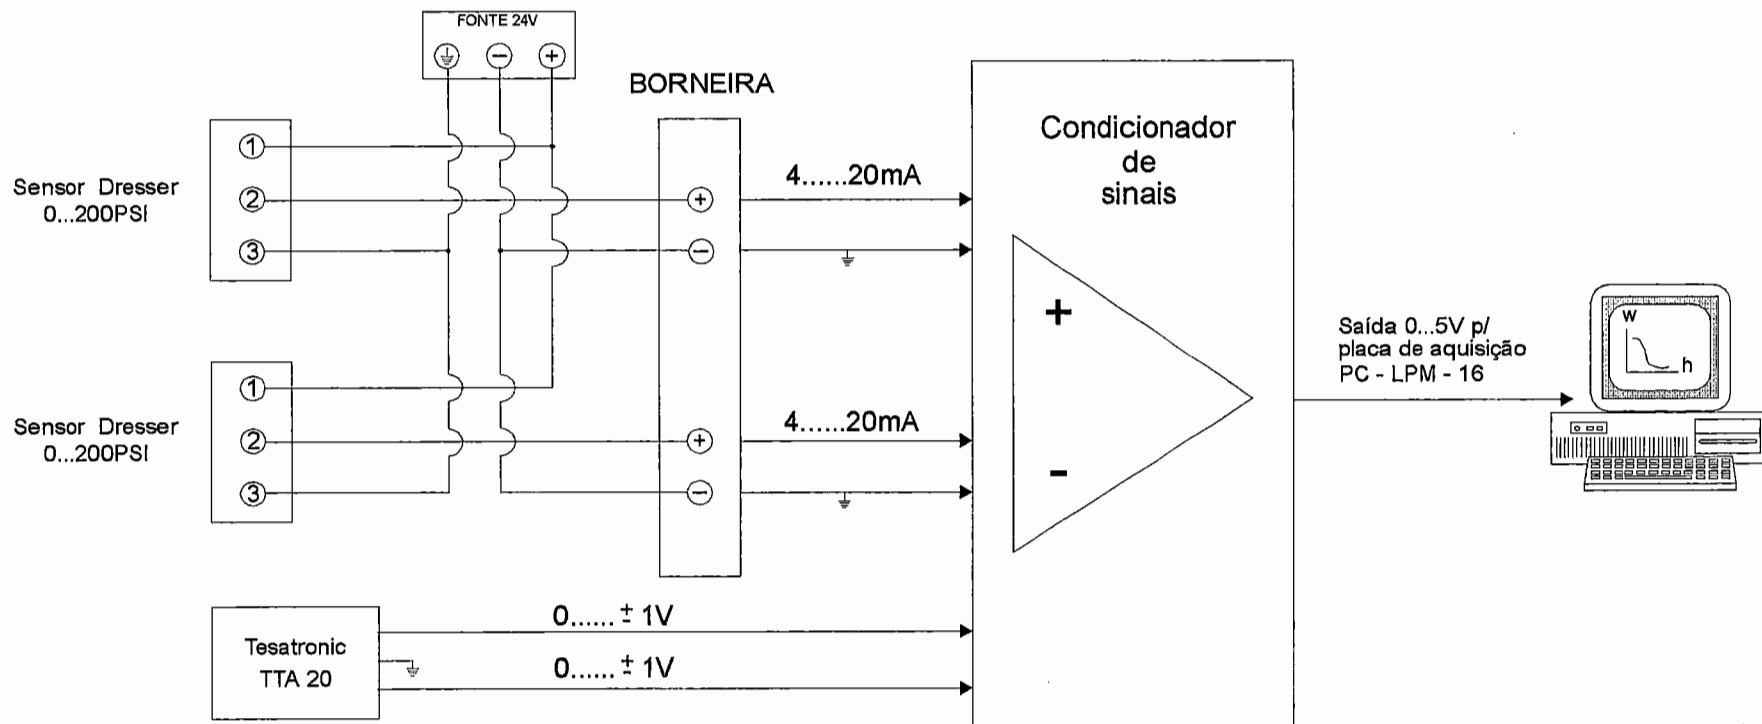 FONTE 24V
BORNEIRA
Sensor Dresser
0...200PSI
1
2
3
+
-
4......20mA
Condicionador
de
sinais
+
-
Sensor Dresser
0...200PSI
1
2
3
+
-
4......20mA
Saída 0...5V p/
placa de aquisição
PC - LPM - 16
W
h
Tesatronic
TTA 20
0...... ± 1V
0...... ± 1V